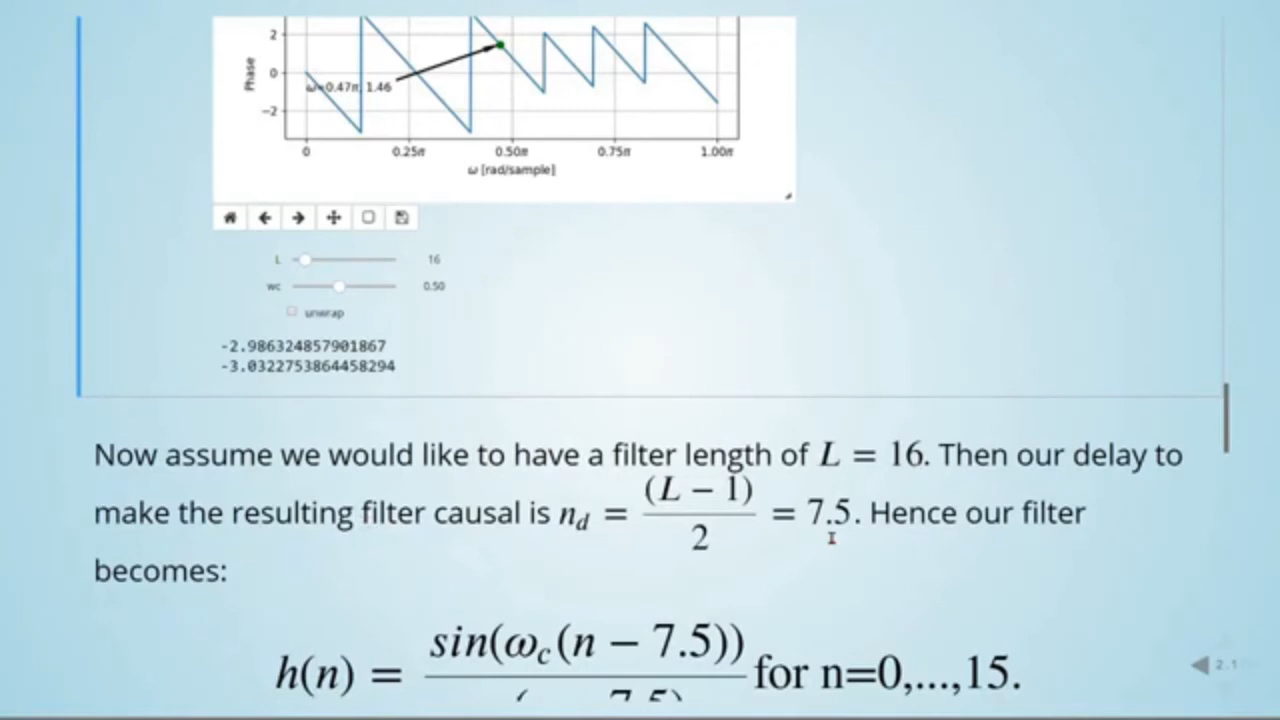 2
0
−2
Phase
ω=0.47π, 1.46
0 0.25π 0.50π 0.75π 1.00π
ω [rad/sample]
L 16
wc 0.50
unwrap
-2.986324857901867
-3.0322753864458294
Now assume we would like to have a filter length of L = 16. Then our delay to
make the resulting filter causal is n_d = (L − 1) / 2 = 7.5. Hence our filter
becomes:
h(n) = sin(ω_c(n − 7.5)) for n=0,...,15.
2.1